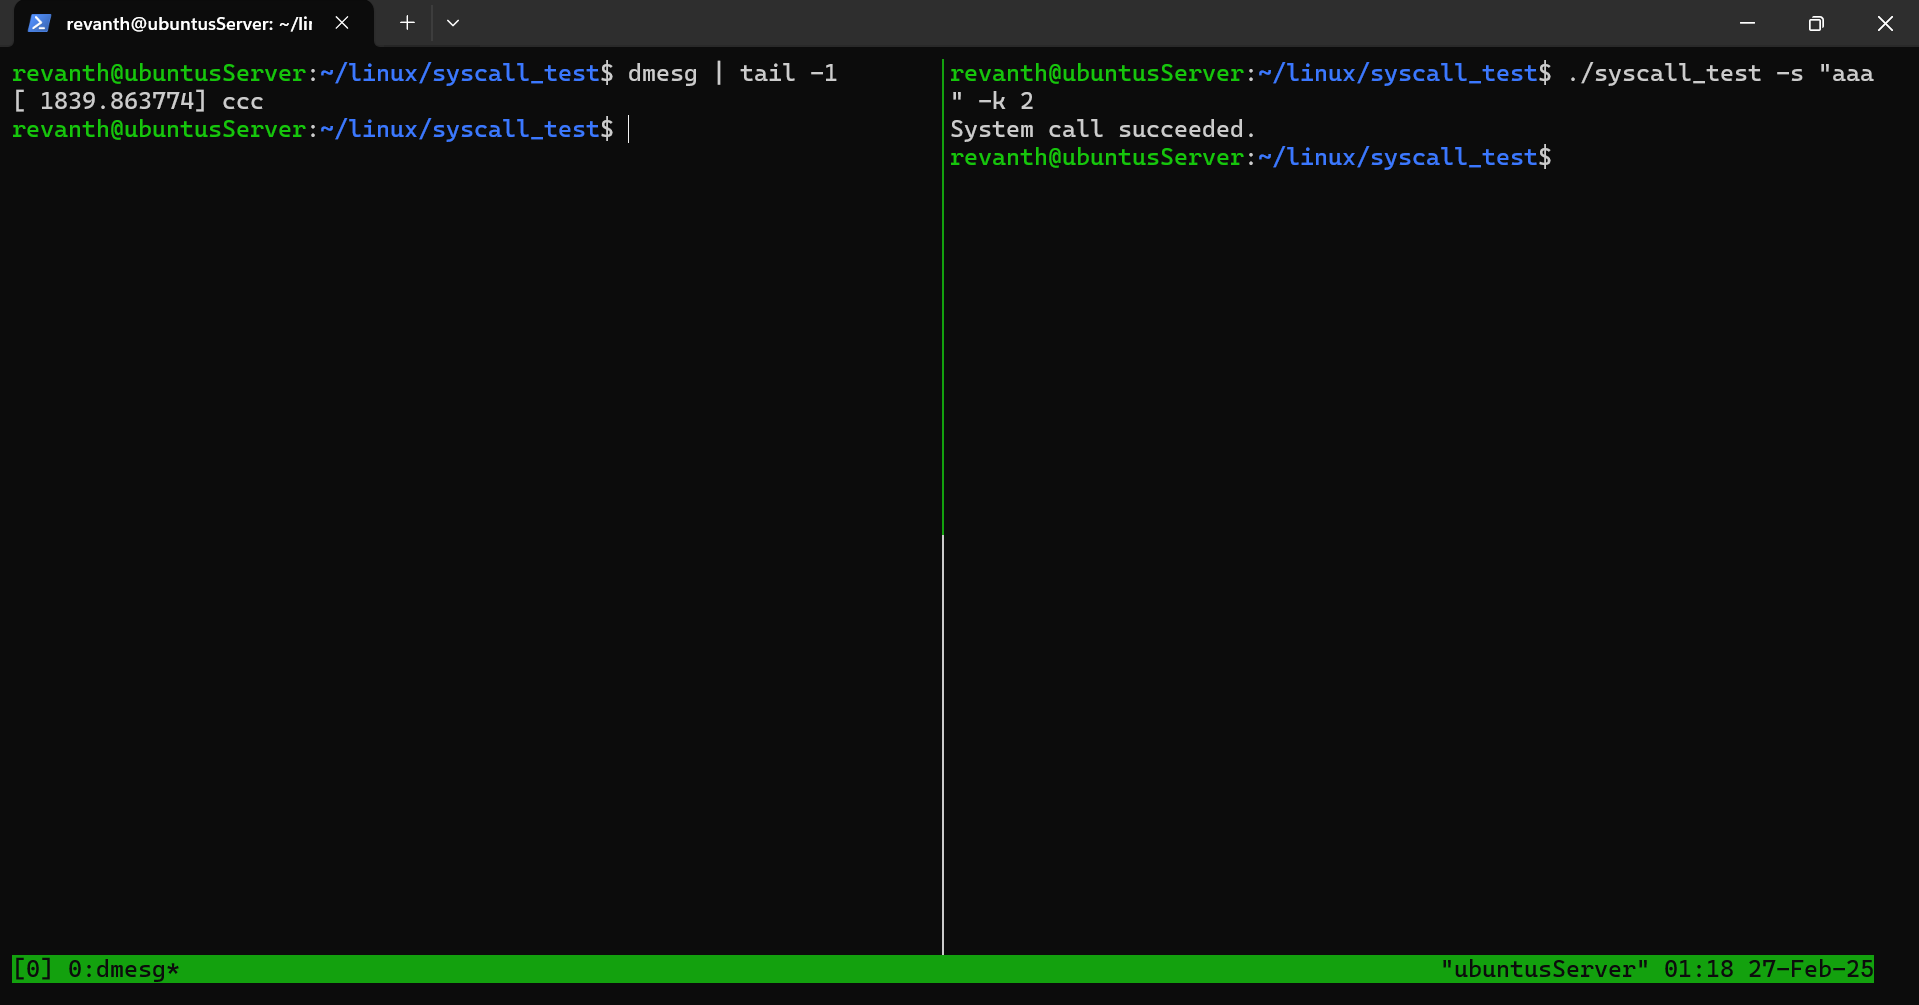 revanth@ubuntusServer: ~/li
revanth@ubuntusServer:~/linux/syscall_test$ dmesg | tail -1
[ 1839.863774] ccc
revanth@ubuntusServer:~/linux/syscall_test$
revanth@ubuntusServer:~/linux/syscall_test$ ./syscall_test -s "aaa
" -k 2
System call succeeded.
revanth@ubuntusServer:~/linux/syscall_test$
[0] 0:dmesg* "ubuntusServer" 01:18 27-Feb-25